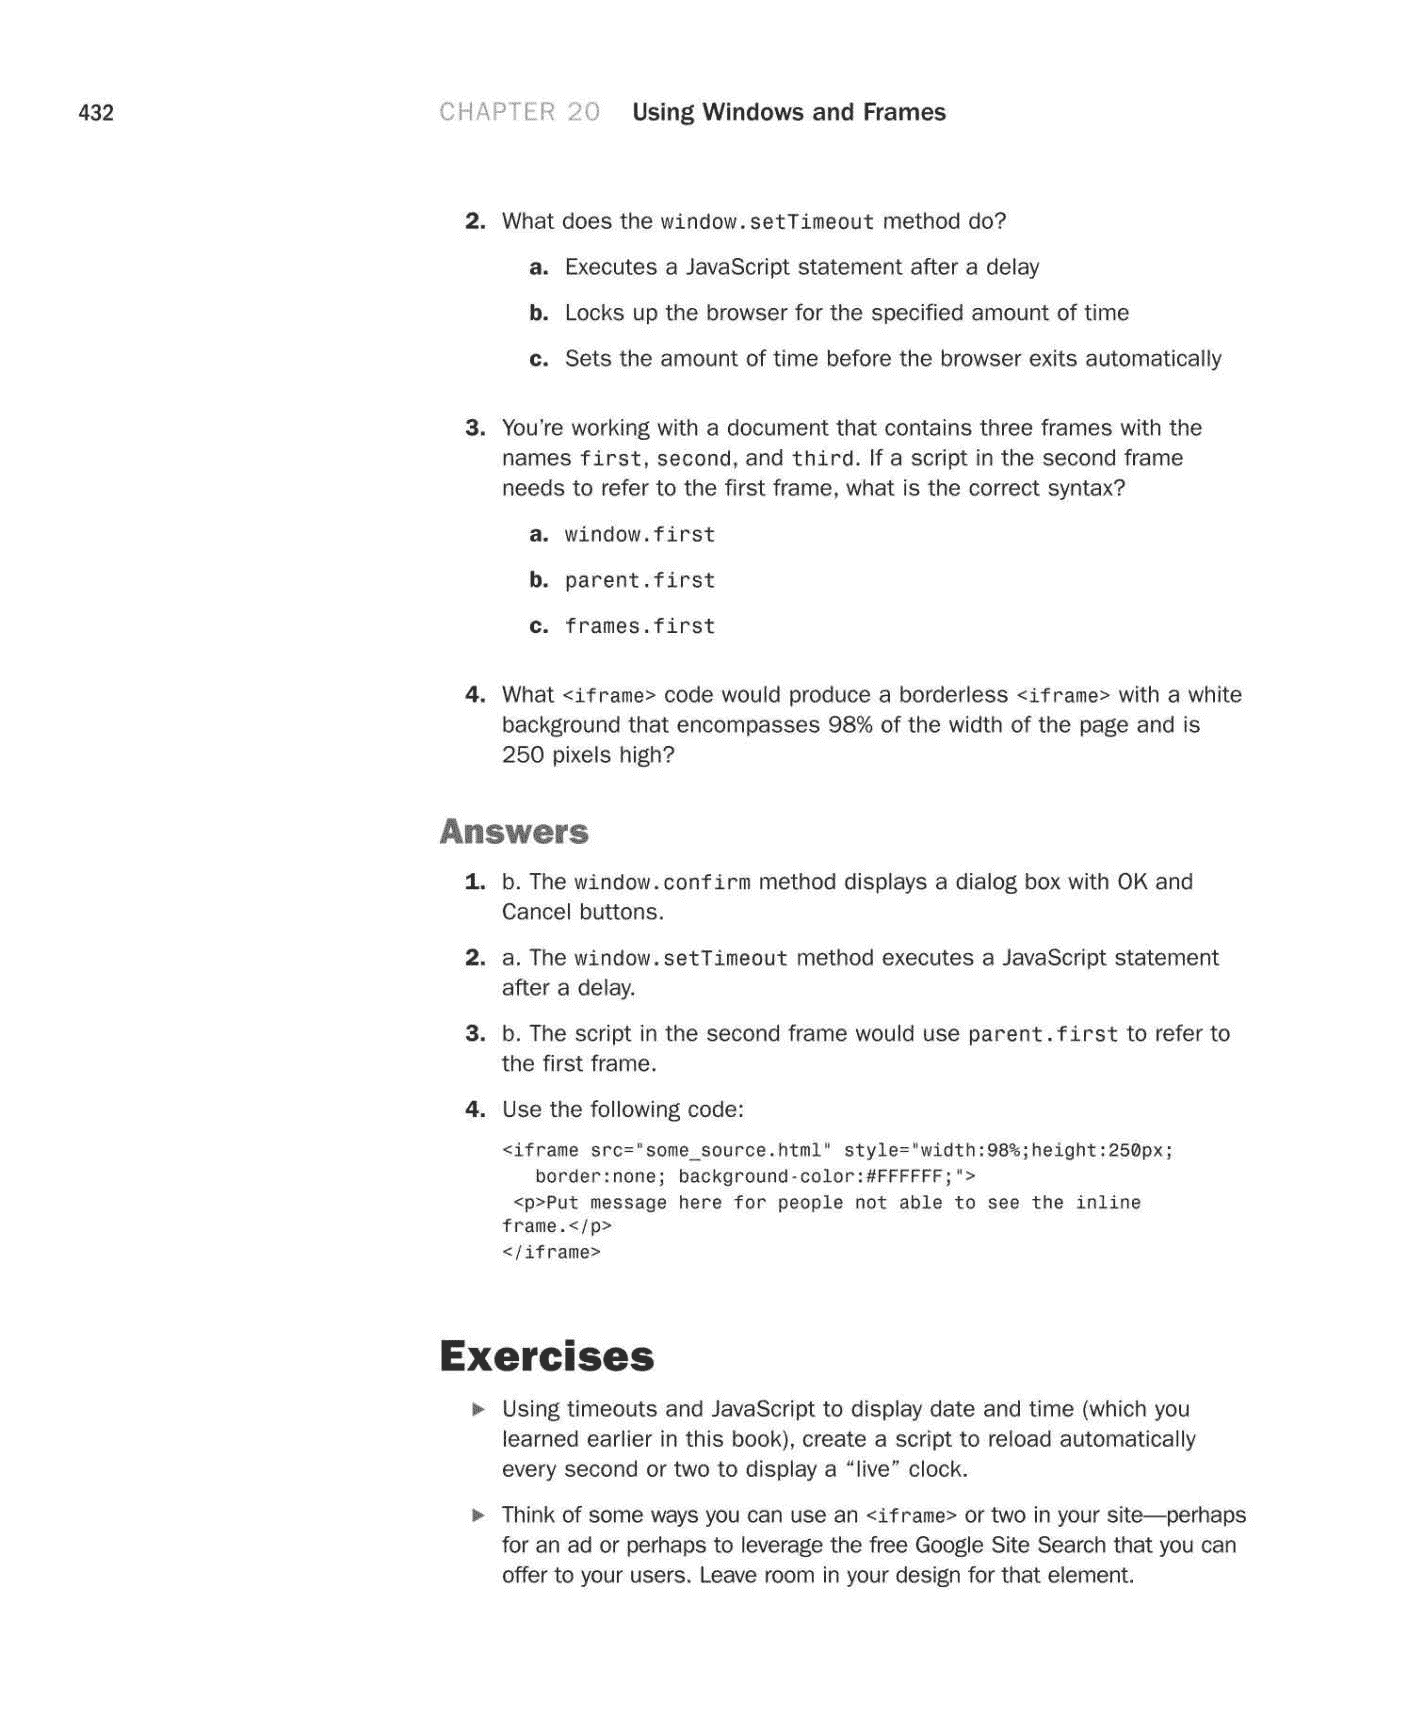 432 CHAPTER 20 Using Windows and Frames
2. What does the window.setTimeout method do?
a. Executes a JavaScript statement after a delay
b. Locks up the browser for the specified amount of time
c. Sets the amount of time before the browser exits automatically
3. You're working with a document that contains three frames with the
names first, second, and third. If a script in the second frame
needs to refer to the first frame, what is the correct syntax?
a. window.first
b. parent.first
c. frames.first
4. What <iframe> code would produce a borderless <iframe> with a white
background that encompasses 98% of the width of the page and is
250 pixels high?
Answers
1. b. The window.confirm method displays a dialog box with OK and
Cancel buttons.
2. a. The window.setTimeout method executes a JavaScript statement
after a delay.
3. b. The script in the second frame would use parent.first to refer to
the first frame.
4. Use the following code:
<iframe src="some_source.html" style="width:98%;height:250px;
border:none; background-color:#FFFFFF;">
<p>Put message here for people not able to see the inline
frame.</p>
</iframe>
Exercises
▶ Using timeouts and JavaScript to display date and time (which you
learned earlier in this book), create a script to reload automatically
every second or two to display a “live” clock.
▶ Think of some ways you can use an <iframe> or two in your site—perhaps
for an ad or perhaps to leverage the free Google Site Search that you can
offer to your users. Leave room in your design for that element.